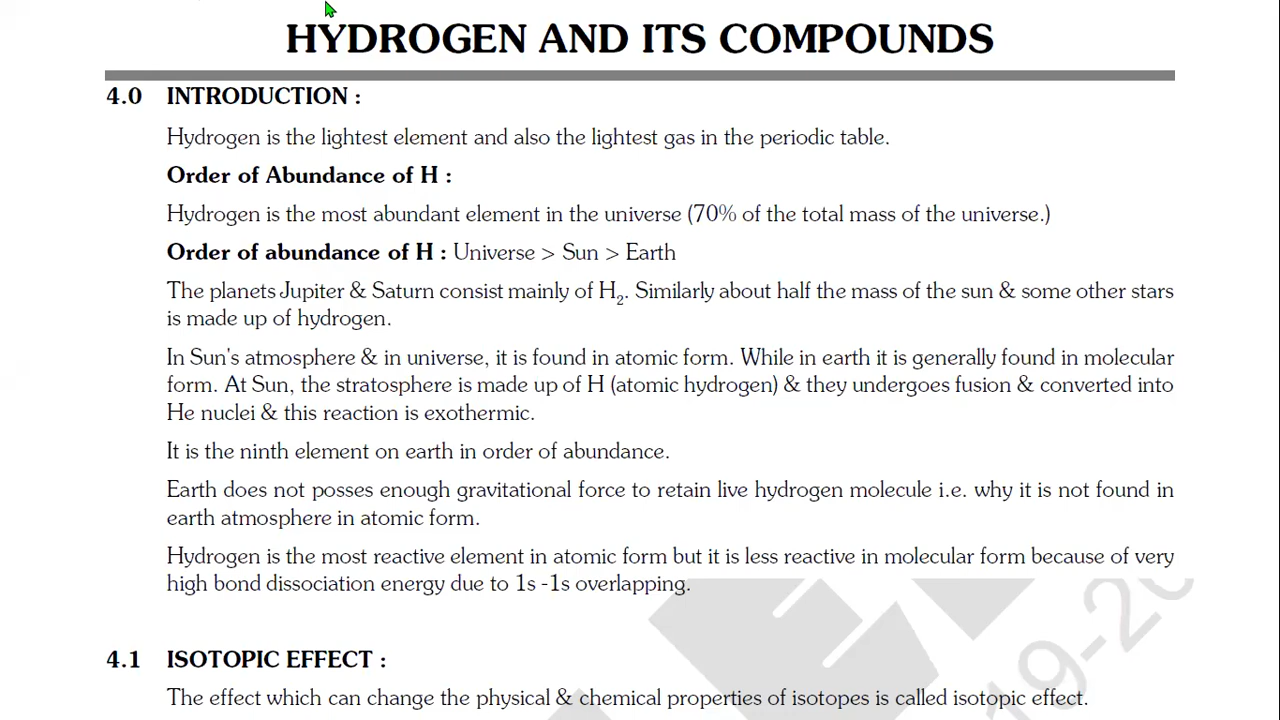 HYDROGEN AND ITS COMPOUNDS
4.0 INTRODUCTION :
Hydrogen is the lightest element and also the lightest gas in the periodic table.
Order of Abundance of H :
Hydrogen is the most abundant element in the universe (70% of the total mass of the universe.)
Order of abundance of H : Universe > Sun > Earth
The planets Jupiter & Saturn consist mainly of H₂. Similarly about half the mass of the sun & some other stars
is made up of hydrogen.
In Sun's atmosphere & in universe, it is found in atomic form. While in earth it is generally found in molecular
form. At Sun, the stratosphere is made up of H (atomic hydrogen) & they undergoes fusion & converted into
He nuclei & this reaction is exothermic.
It is the ninth element on earth in order of abundance.
Earth does not posses enough gravitational force to retain live hydrogen molecule i.e. why it is not found in
earth atmosphere in atomic form.
Hydrogen is the most reactive element in atomic form but it is less reactive in molecular form because of very
high bond dissociation energy due to 1s -1s overlapping.
4.1 ISOTOPIC EFFECT :
The effect which can change the physical & chemical properties of isotopes is called isotopic effect.